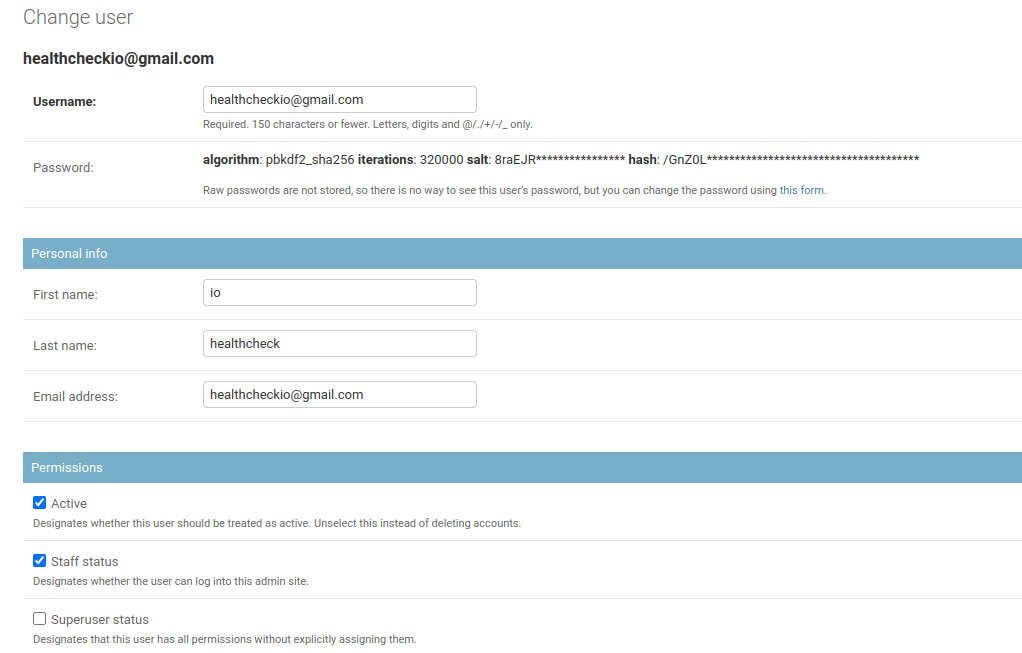 Change user
healthcheckio@gmail.com
Username:
healthcheckio@gmail.com
Required. 150 characters or fewer. Letters, digits and @/./+/-/_ only.
Password:
algorithm: pbkdf2_sha256 iterations: 320000 salt: 8raEJR**************** hash: /GnZ0L**************************************
Raw passwords are not stored, so there is no way to see this user's password, but you can change the password using this form.
Personal info
First name:
io
Last name:
healthcheck
Email address:
healthcheckio@gmail.com
Permissions
Active
Designates whether this user should be treated as active. Unselect this instead of deleting accounts.
Staff status
Designates whether the user can log into this admin site.
Superuser status
Designates that this user has all permissions without explicitly assigning them.